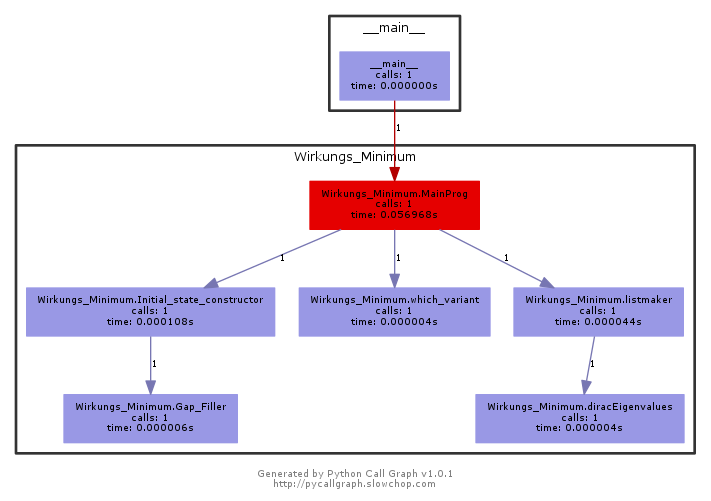 __main__
__main__
calls: 1
time: 0.000000s
1
Wirkungs_Minimum
Wirkungs_Minimum.MainProg
calls: 1
time: 0.056968s
1
1
1
Wirkungs_Minimum.Initial_state_constructor
calls: 1
time: 0.000108s
Wirkungs_Minimum.which_variant
calls: 1
time: 0.000004s
Wirkungs_Minimum.listmaker
calls: 1
time: 0.000044s
1
1
Wirkungs_Minimum.Gap_Filler
calls: 1
time: 0.000006s
Wirkungs_Minimum.diracEigenvalues
calls: 1
time: 0.000004s
Generated by Python Call Graph v1.0.1
http://pycallgraph.slowchop.com